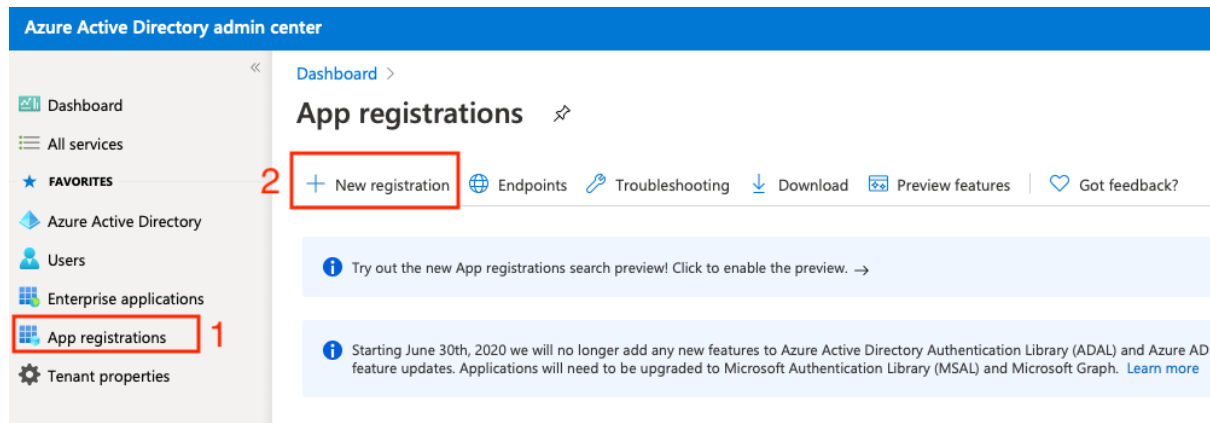 Azure Active Directory admin center
«
Dashboard
All services
FAVORITES
Azure Active Directory
Users
Enterprise applications
App registrations
1
Tenant properties
Dashboard >
App registrations
2
+ New registration
Endpoints
Troubleshooting
Download
Preview features
Got feedback?
Try out the new App registrations search preview! Click to enable the preview. →
Starting June 30th, 2020 we will no longer add any new features to Azure Active Directory Authentication Library (ADAL) and Azure AD
feature updates. Applications will need to be upgraded to Microsoft Authentication Library (MSAL) and Microsoft Graph. Learn more